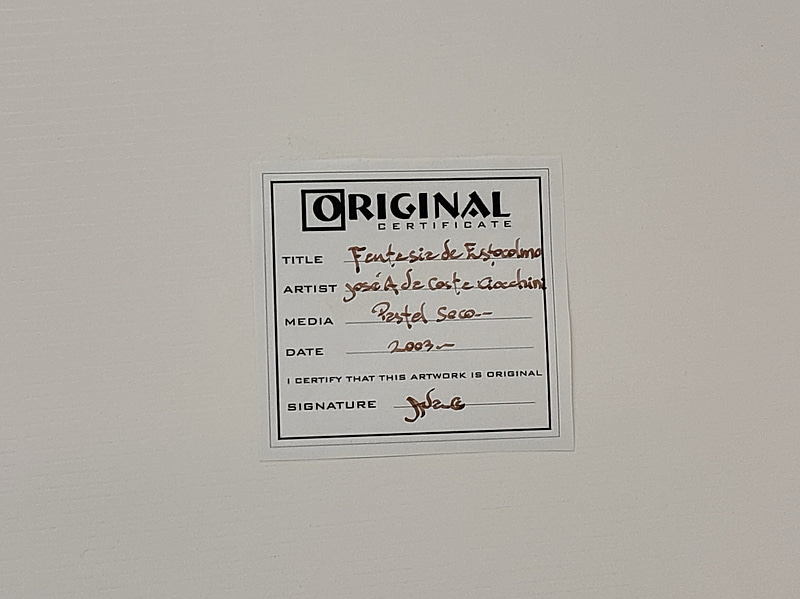 ORIGINAL
CERTIFICATE
TITLE Fantasia de Estocolmo
ARTIST José A da Costa Giacchini
MEDIA Pastel Seco
DATE 2003
I CERTIFY THAT THIS ARTWORK IS ORIGINAL
SIGNATURE